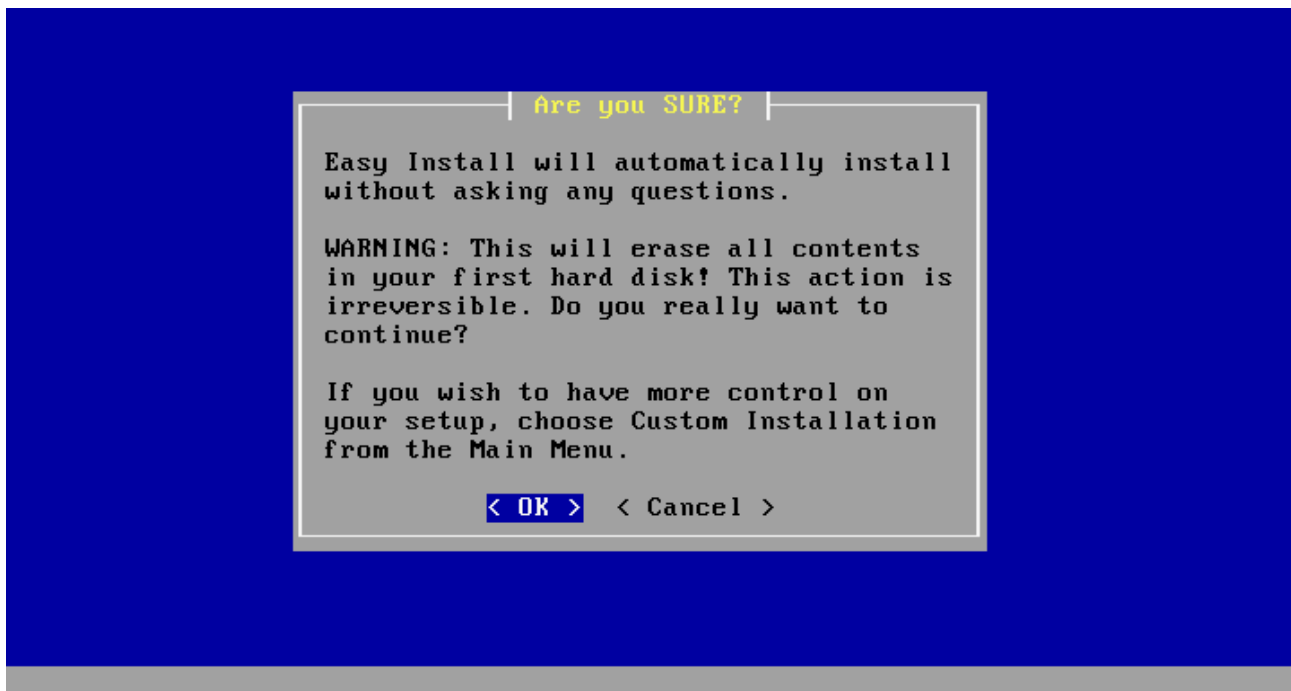 Are you SURE?
Easy Install will automatically install
without asking any questions.
WARNING: This will erase all contents
in your first hard disk! This action is
irreversible. Do you really want to
continue?
If you wish to have more control on
your setup, choose Custom Installation
from the Main Menu.
< OK > < Cancel >